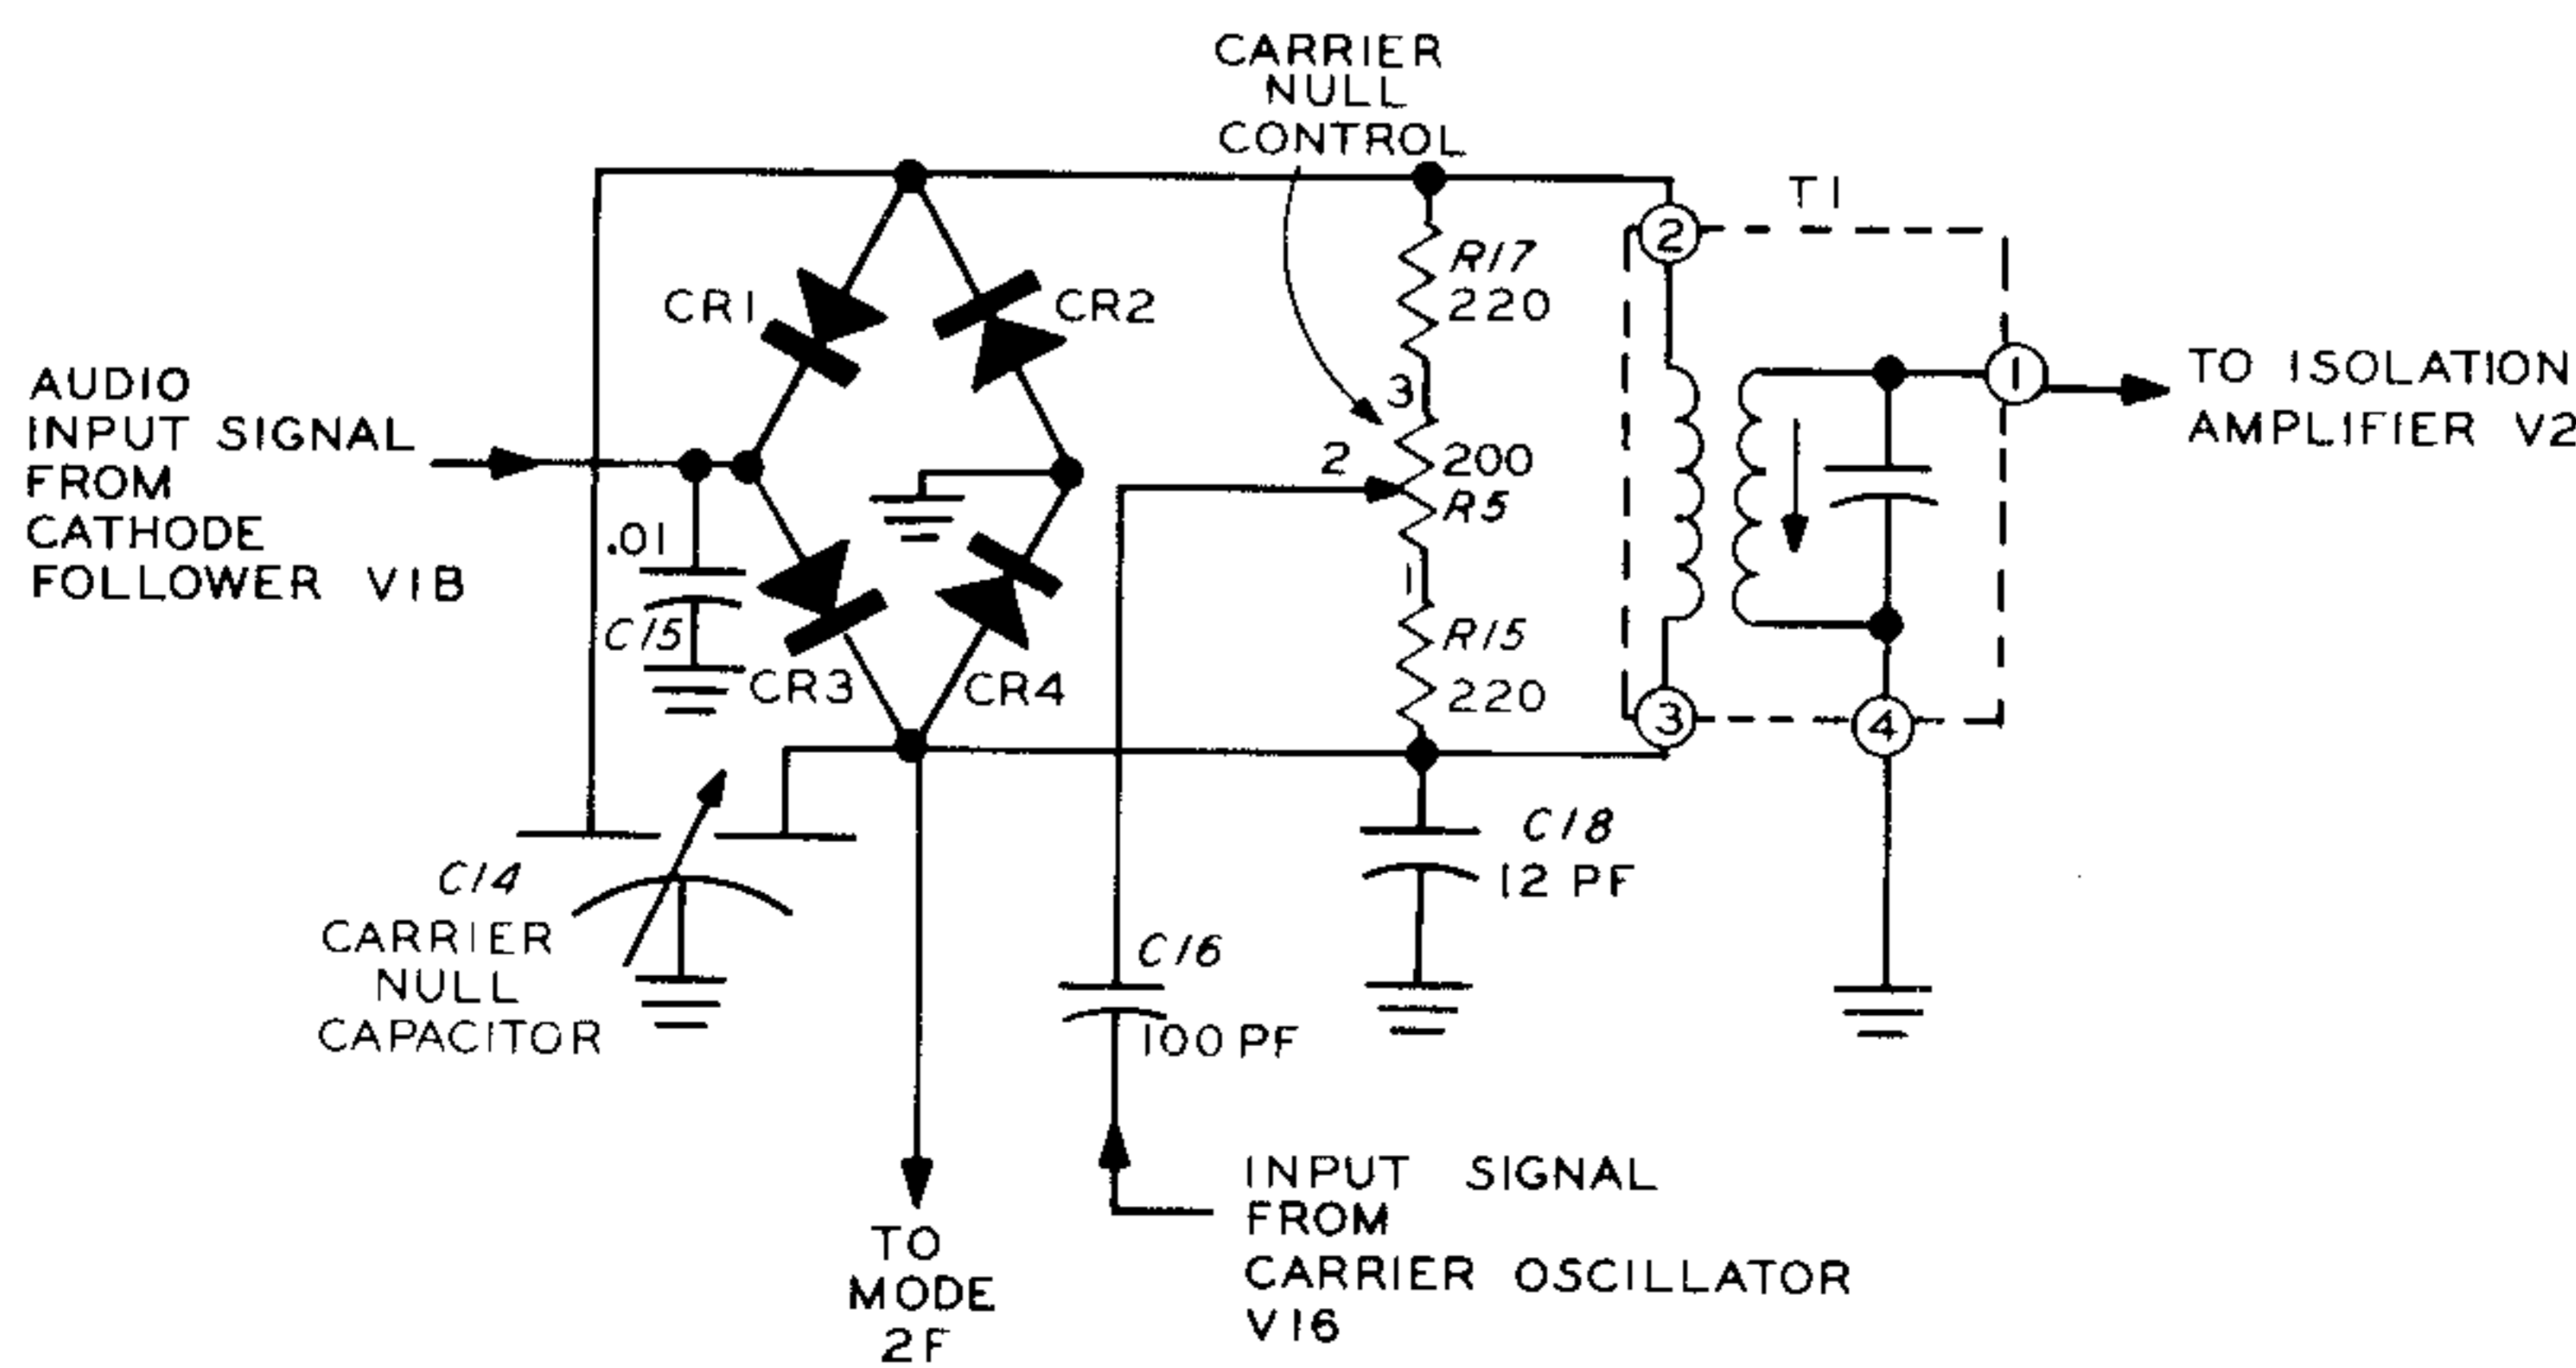 CARRIER
NULL
CONTROL
T1
2
R17
220
CR1
CR2
3
1
TO ISOLATION
AMPLIFIER V2
AUDIO
INPUT SIGNAL
FROM
CATHODE
FOLLOWER V1B
2
200
R5
.01
C15
1
R15
220
CR3
CR4
3
4
C14
CARRIER
NULL
CAPACITOR
C18
12 PF
C16
100 PF
TO
MODE
2F
INPUT SIGNAL
FROM
CARRIER OSCILLATOR
V16